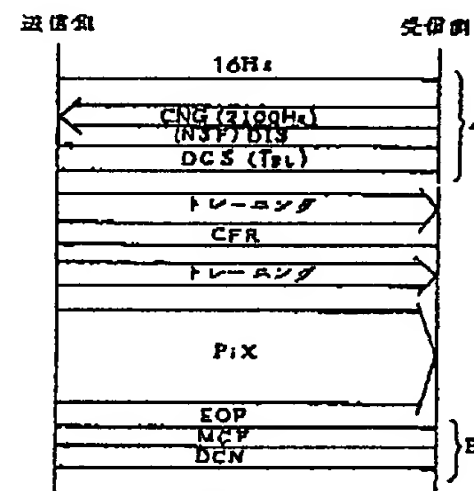 送信側
受信側
16Hz
CNG (2100Hz)
(NSF) DIS
DCS (TSI)
トレーニング
CFR
トレーニング
PiX
EOP
MCF
DCN